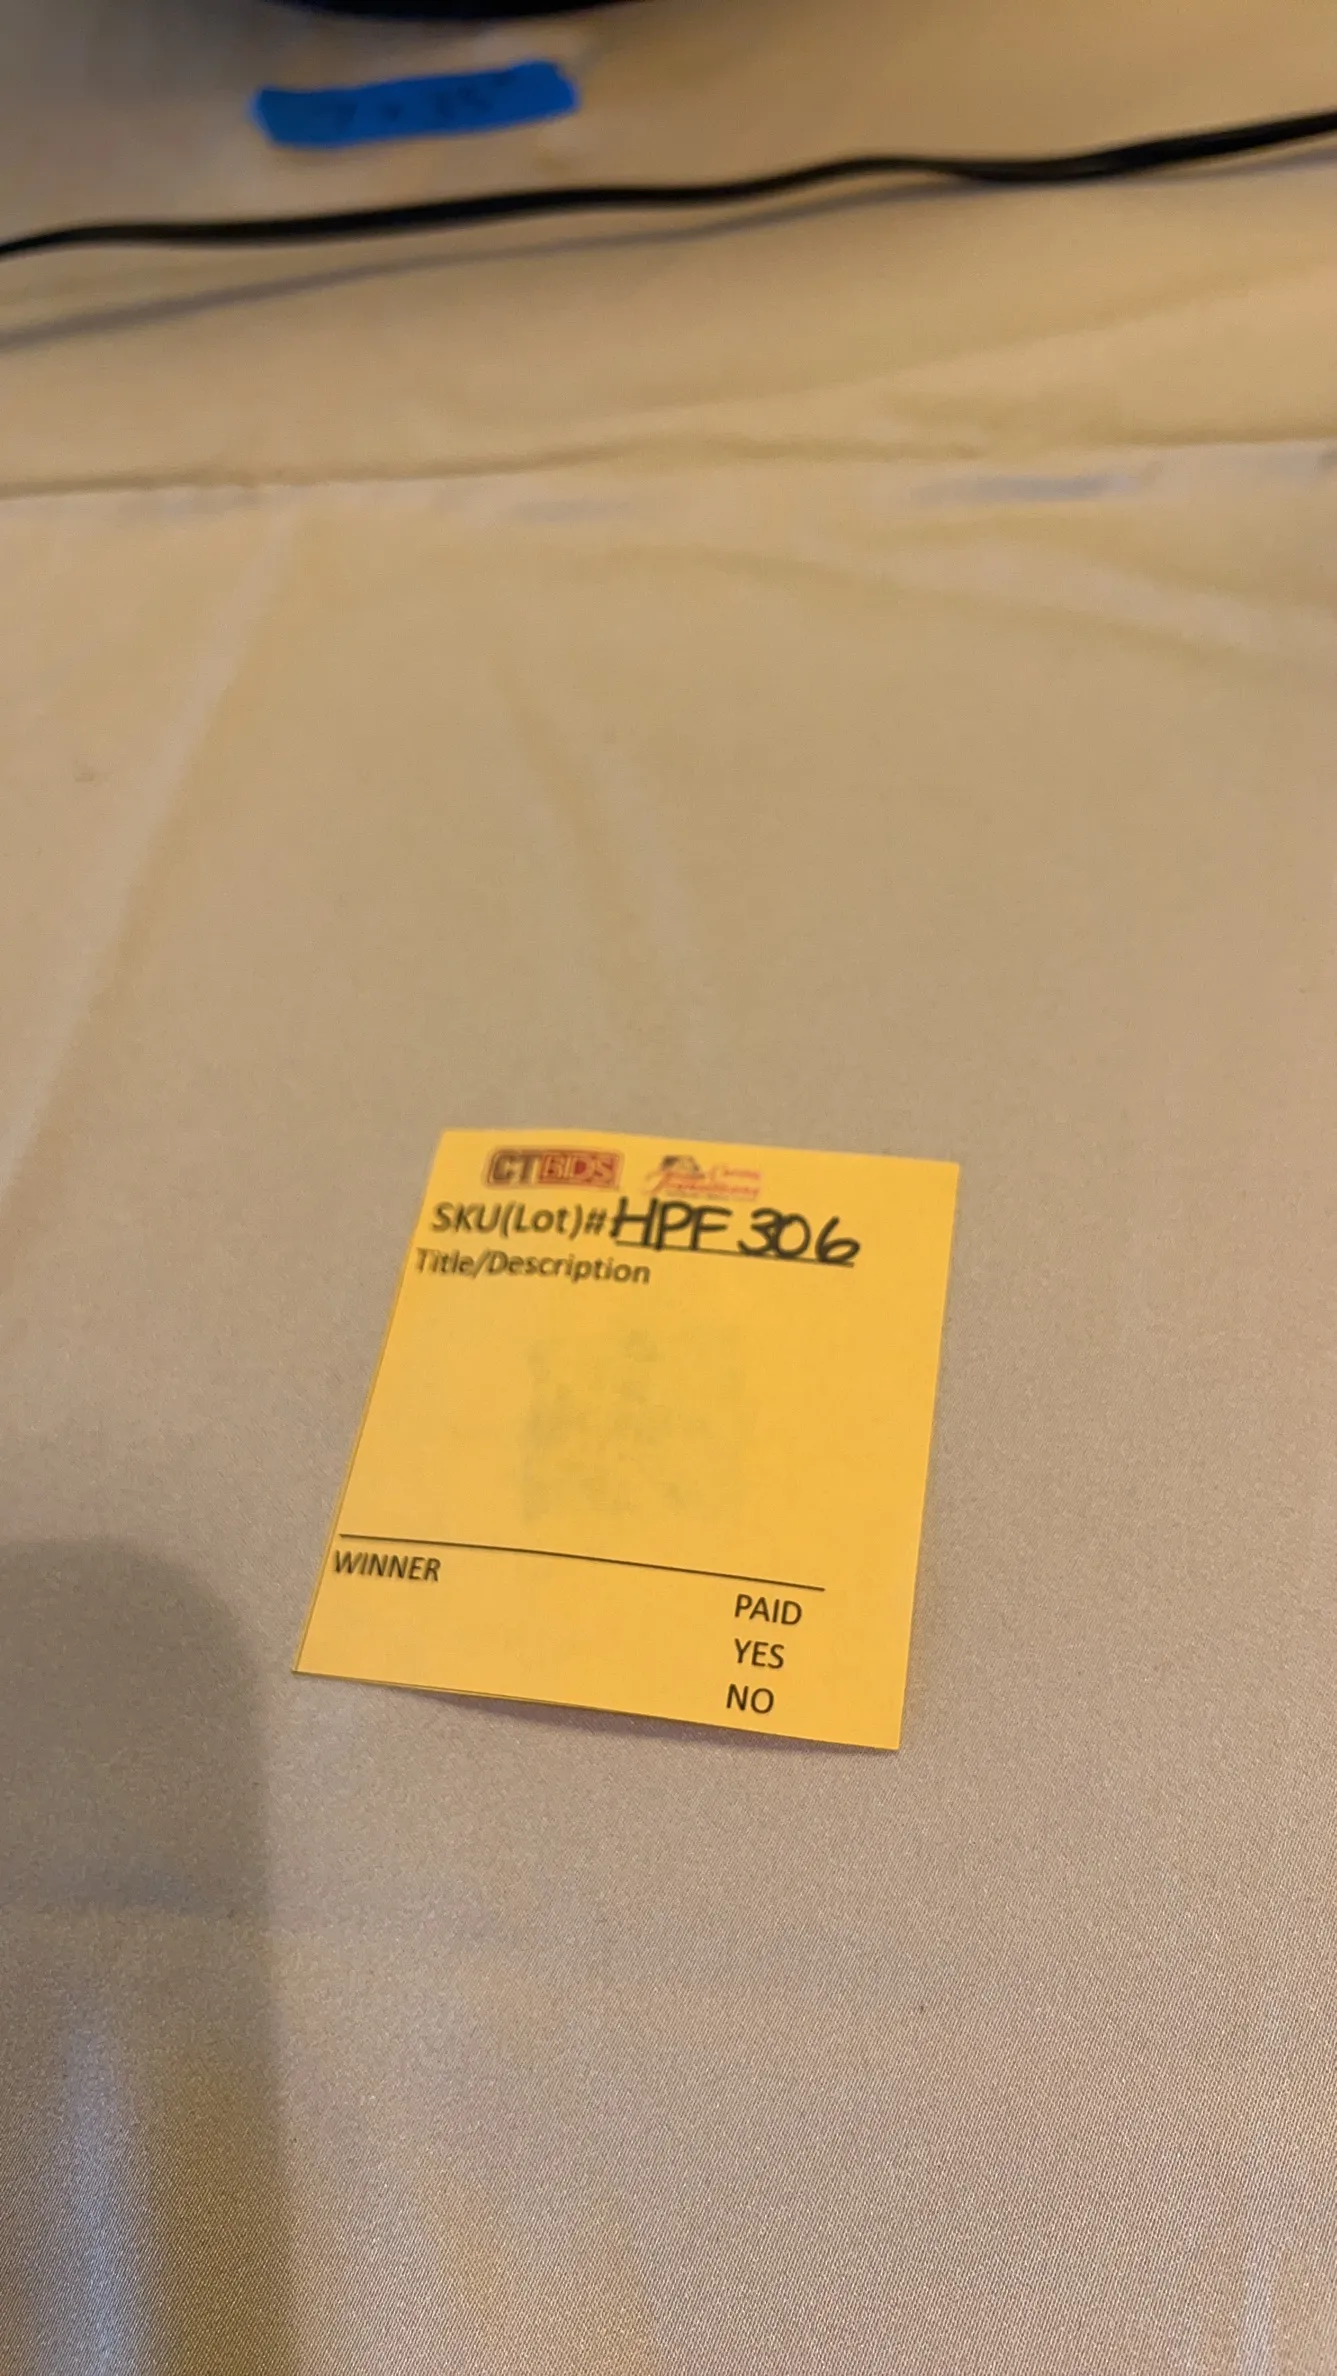 CTBIDS
SKU(Lot)# HPF 306
Title/Description
WINNER
PAID
YES
NO